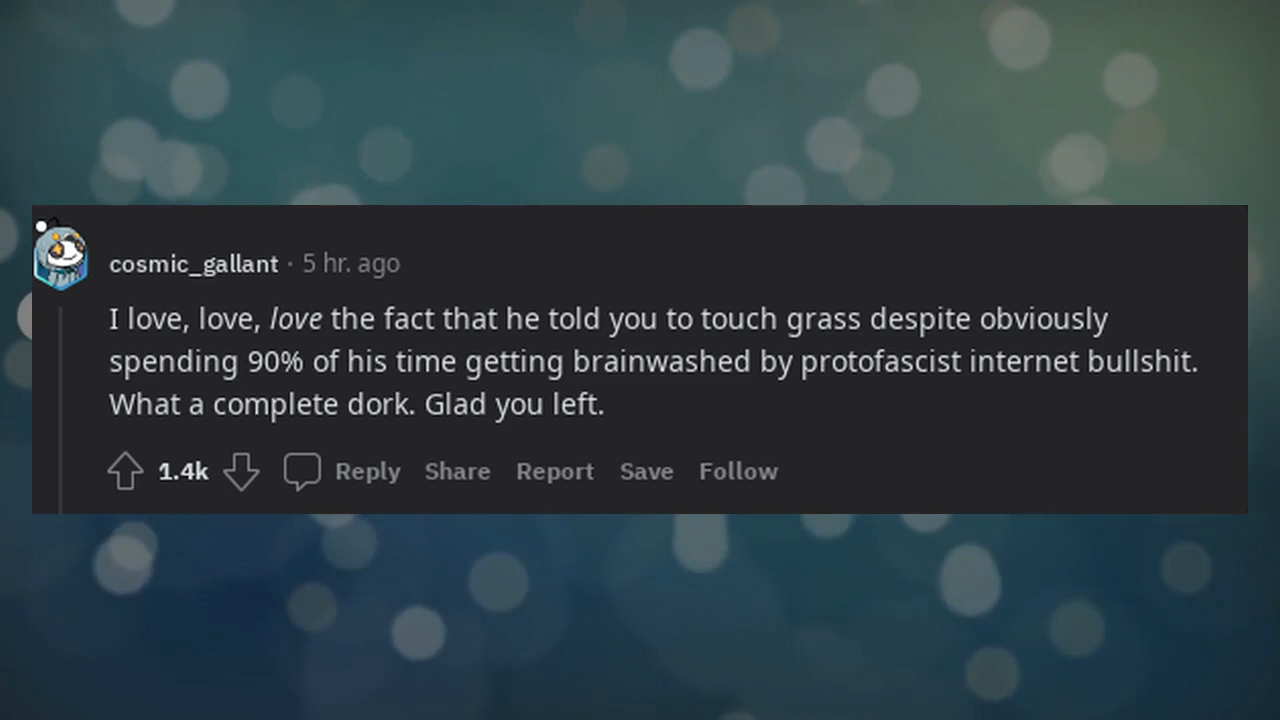 cosmic_gallant · 5 hr. ago
I love, love, love the fact that he told you to touch grass despite obviously
spending 90% of his time getting brainwashed by protofascist internet bullshit.
What a complete dork. Glad you left.
1.4k Reply Share Report Save Follow